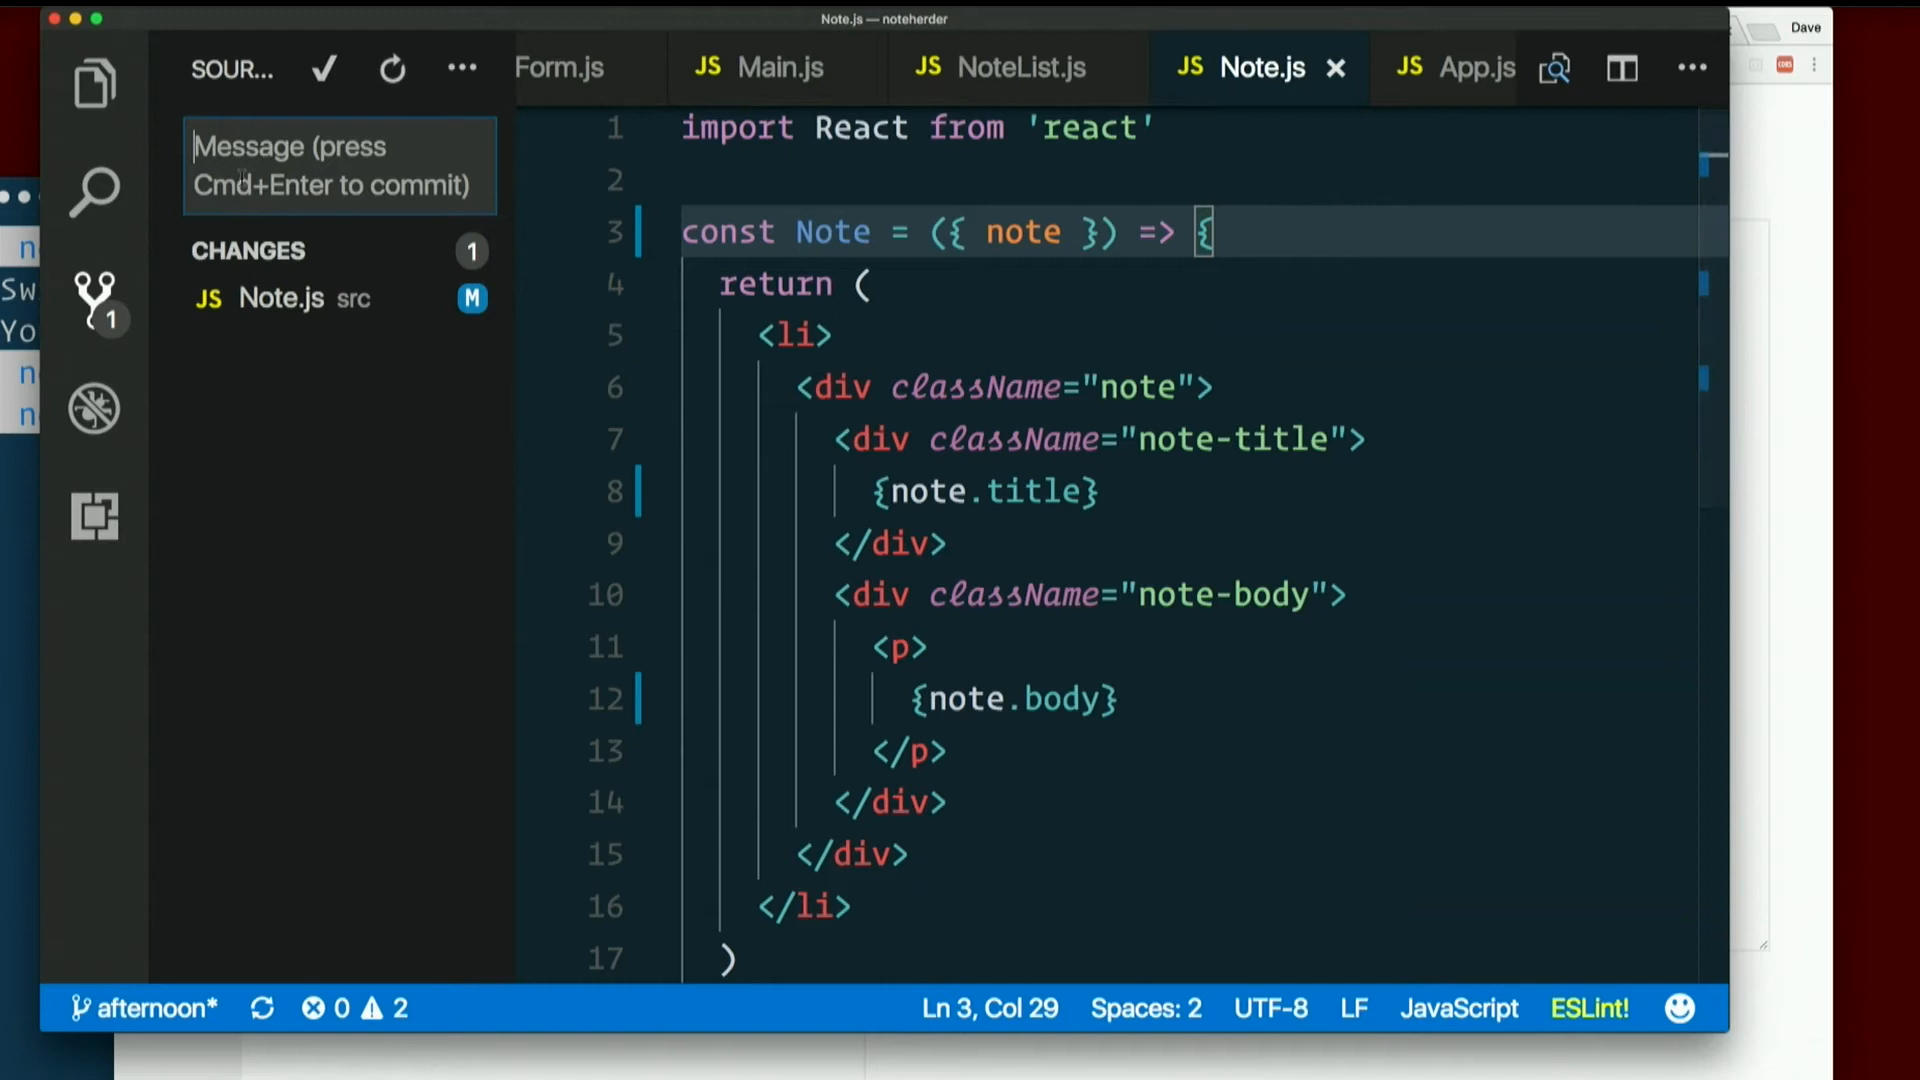 Note.js — noteherder
Dave
SOUR...
Form.js
JS Main.js
JS NoteList.js
JS Note.js
JS App.js
Message (press
Cmd+Enter to commit)
CHANGES 1
JS Note.js src M
1
Sw
Yo
1 import React from 'react'
2
3 const Note = ({ note }) => {
4 return (
5 <li>
6 <div className="note">
7 <div className="note-title">
8 {note.title}
9 </div>
10 <div className="note-body">
11 <p>
12 {note.body}
13 </p>
14 </div>
15 </div>
16 </li>
17 )
afternoon* 0 2
Ln 3, Col 29 Spaces: 2 UTF-8 LF JavaScript ESLint!